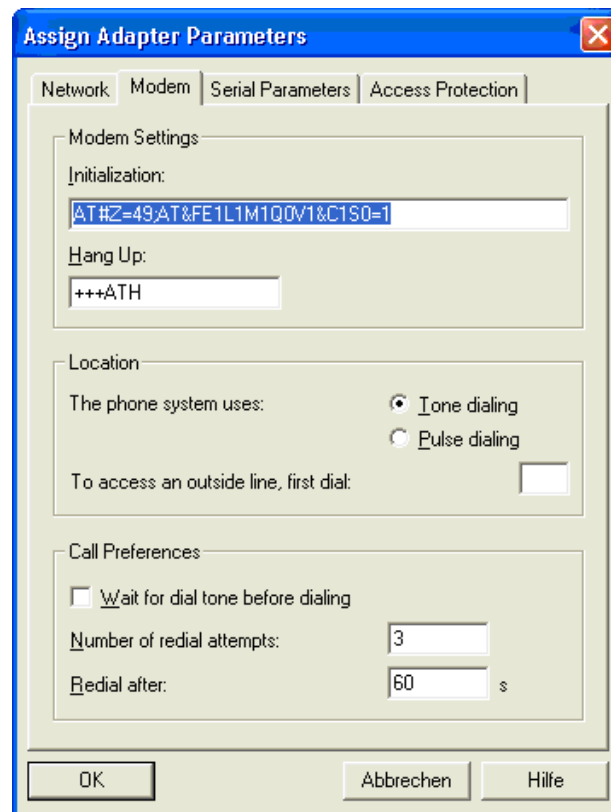 Assign Adapter Parameters
Network Modem Serial Parameters Access Protection
Modem Settings
Initialization:
AT#Z=49;AT&FE1L1M1Q0V1&C1S0=1
Hang Up:
+++ATH
Location
The phone system uses: Tone dialing
Pulse dialing
To access an outside line, first dial:
Call Preferences
Wait for dial tone before dialing
Number of redial attempts: 3
Redial after: 60 s
OK Abbrechen Hilfe